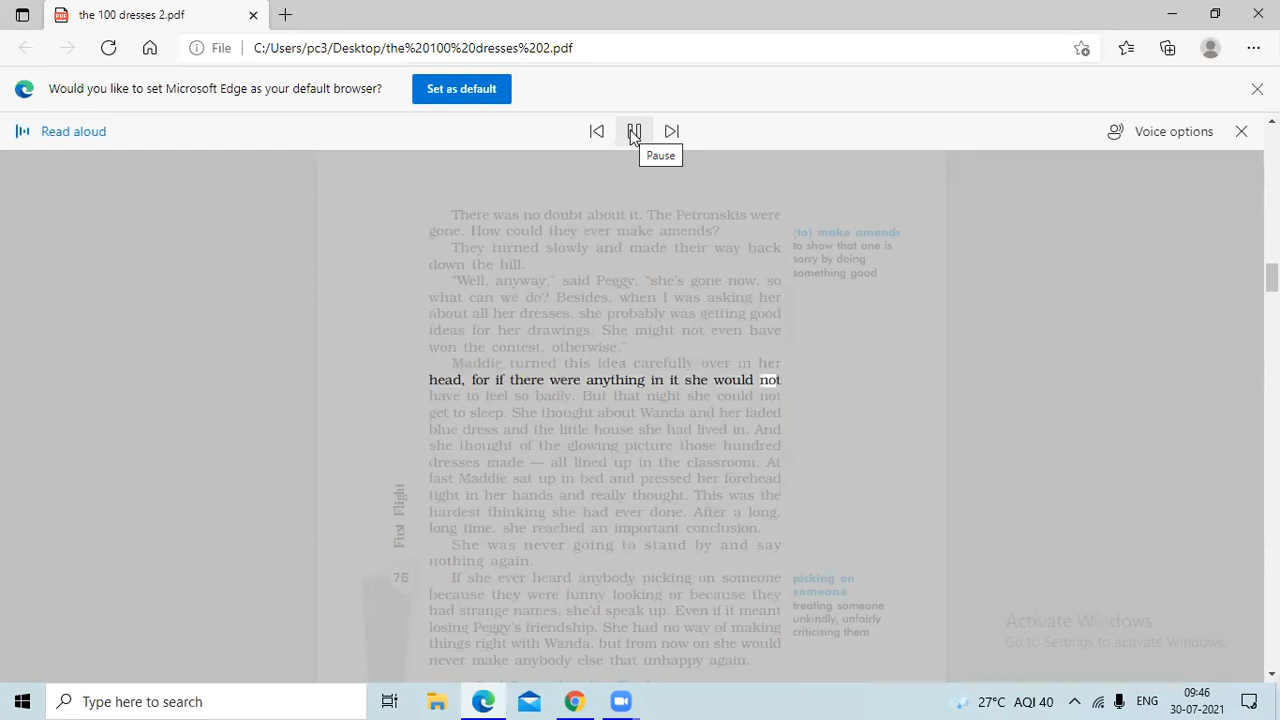 the 100 dresses 2.pdf
File C:/Users/pc3/Desktop/the%20100%20dresses%202.pdf
Would you like to set Microsoft Edge as your default browser? Set as default
Read aloud Voice options
Pause
There was no doubt about it. The Petronskis were
gone. How could they ever make amends?
They turned slowly and made their way back
down the hill.
"Well, anyway," said Peggy, "she's gone now, so
what can we do? Besides, when I was asking her
about all her dresses, she probably was getting good
ideas for her drawings. She might not even have
won the contest, otherwise."
Maddie turned this idea carefully over in her
head, for if there were anything in it she would not
have to feel so badly. But that night she could not
get to sleep. She thought about Wanda and her faded
blue dress and the little house she had lived in. And
she thought of the glowing picture those hundred
dresses made — all lined up in the classroom. At
last Maddie sat up in bed and pressed her forehead
tight in her hands and really thought. This was the
hardest thinking she had ever done. After a long,
long time, she reached an important conclusion.
She was never going to stand by and say
nothing again.
If she ever heard anybody picking on someone
because they were funny looking or because they
had strange names, she'd speak up. Even if it meant
losing Peggy's friendship. She had no way of making
things right with Wanda, but from now on she would
never make anybody else that unhappy again.
(to) make amends
to show that one is
sorry by doing
something good
picking on
someone
treating someone
unkindly, unfairly
criticising them
First Flight
76
Activate Windows
Go to Settings to activate Windows.
Type here to search
27°C AQI 40 ENG 09:46
30-07-2021